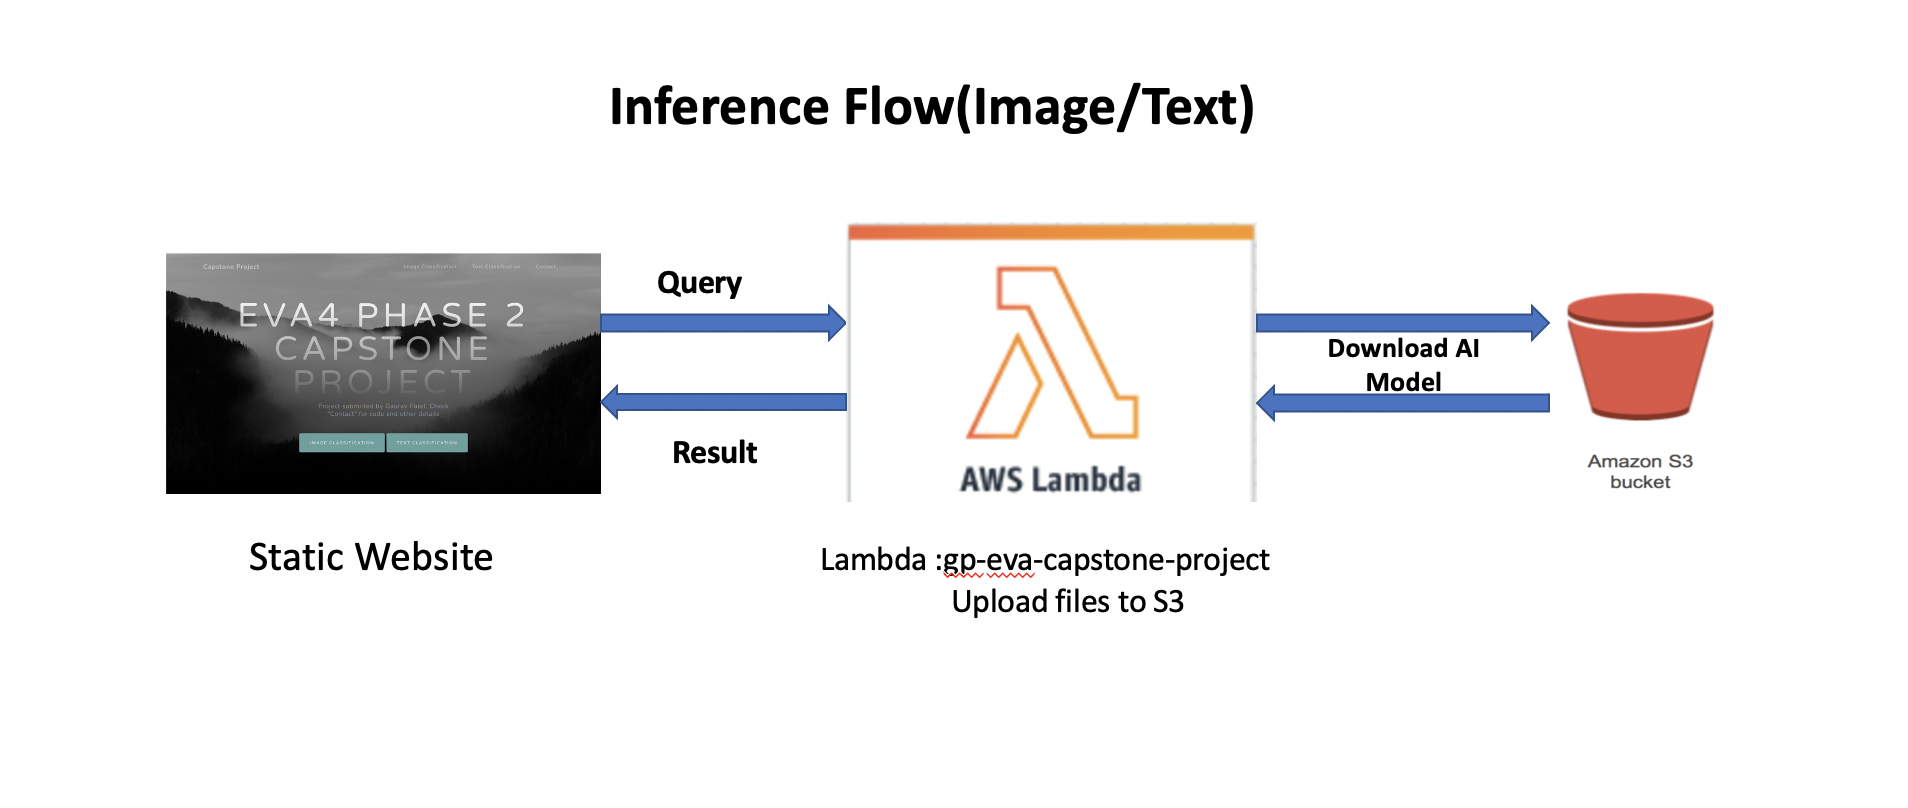 Inference Flow(Image/Text)
Capstone Project
Image Classification Text Classification Contact
EVA4 PHASE 2
CAPSTONE
PROJECT
Project submitted by Gaurav Patel, Check
"Contact" for code and other details
IMAGE CLASSIFICATION TEXT CLASSIFICATION
Static Website
Query
Result
AWS Lambda
Lambda :gp-eva-capstone-project
Upload files to S3
Download AI
Model
Amazon S3
bucket